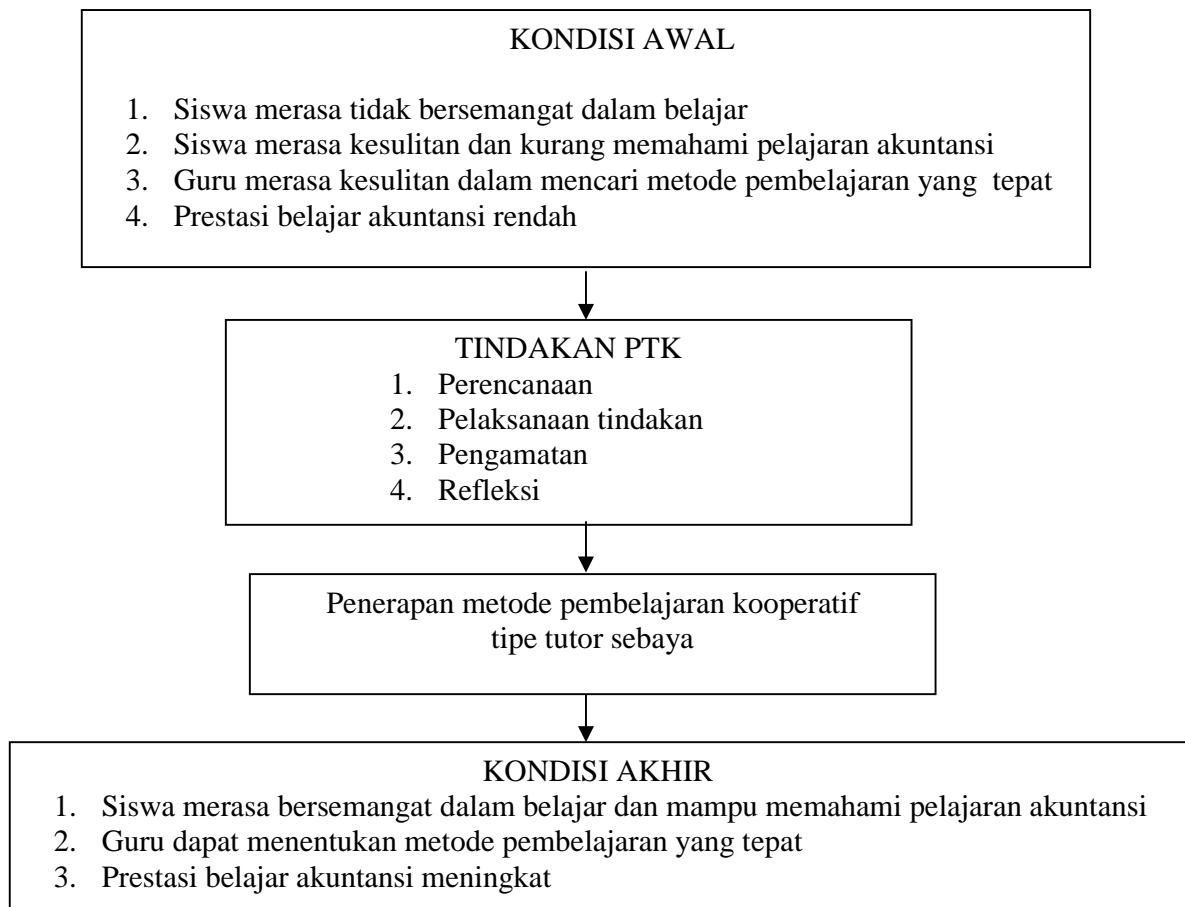 KONDISI AWAL
1. Siswa merasa tidak bersemangat dalam belajar
2. Siswa merasa kesulitan dan kurang memahami pelajaran akuntansi
3. Guru merasa kesulitan dalam mencari metode pembelajaran yang tepat
4. Prestasi belajar akuntansi rendah
TINDAKAN PTK
1. Perencanaan
2. Pelaksanaan tindakan
3. Pengamatan
4. Refleksi
Penerapan metode pembelajaran kooperatif
tipe tutor sebaya
KONDISI AKHIR
1. Siswa merasa bersemangat dalam belajar dan mampu memahami pelajaran akuntansi
2. Guru dapat menentukan metode pembelajaran yang tepat
3. Prestasi belajar akuntansi meningkat